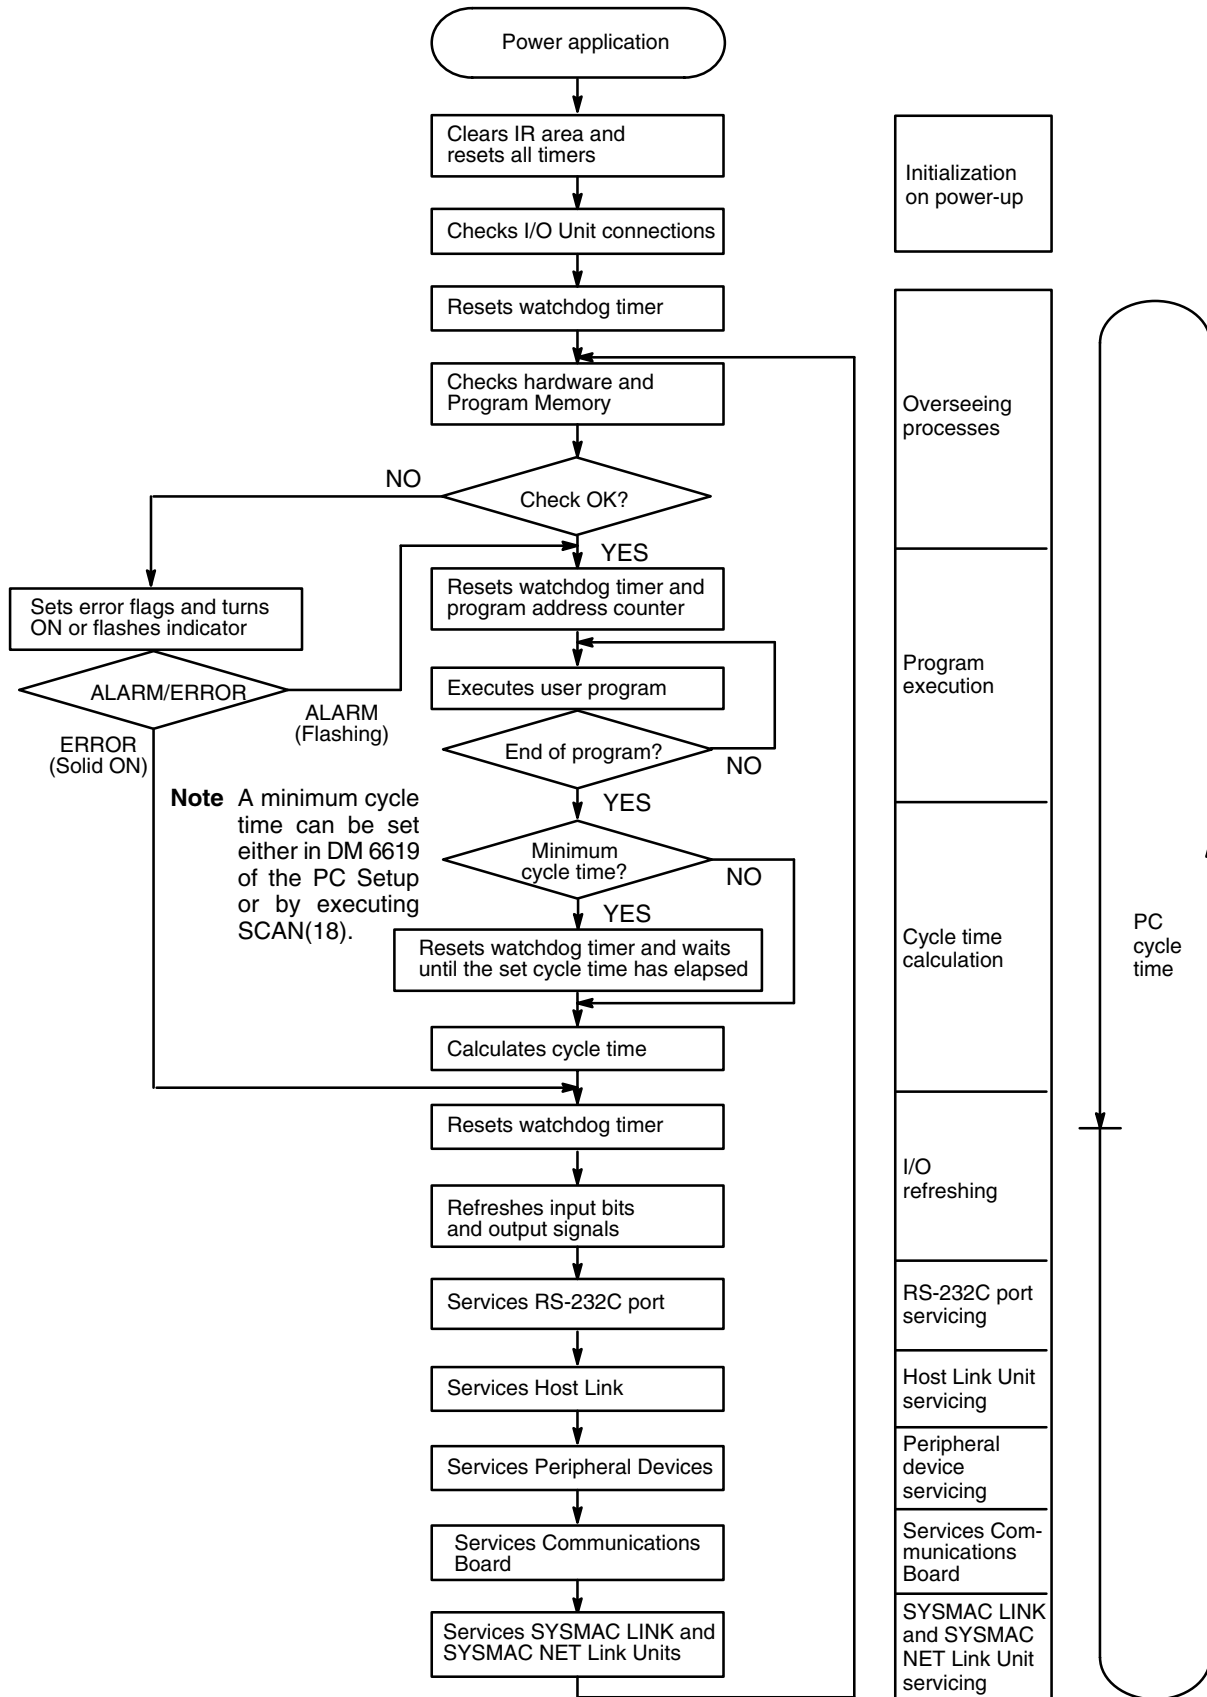 Power application
Clears IR area and
resets all timers
Checks I/O Unit connections
Resets watchdog timer
Checks hardware and
Program Memory
NO
Check OK?
YES
Sets error flags and turns
ON or flashes indicator
Resets watchdog timer and
program address counter
ALARM/ERROR
ALARM
(Flashing)
ERROR
(Solid ON)
Executes user program
End of program?
NO
YES
Note A minimum cycle
time can be set
either in DM 6619
of the PC Setup
or by executing
SCAN(18).
Minimum
cycle time?
NO
YES
Resets watchdog timer and waits
until the set cycle time has elapsed
Calculates cycle time
Resets watchdog timer
Refreshes input bits
and output signals
Services RS-232C port
Services Host Link
Services Peripheral Devices
Services Communications
Board
Services SYSMAC LINK and
SYSMAC NET Link Units
Initialization
on power-up
Overseeing
processes
Program
execution
Cycle time
calculation
I/O
refreshing
RS-232C port
servicing
Host Link Unit
servicing
Peripheral
device
servicing
Services Com-
munications
Board
SYSMAC LINK
and SYSMAC
NET Link Unit
servicing
PC
cycle
time